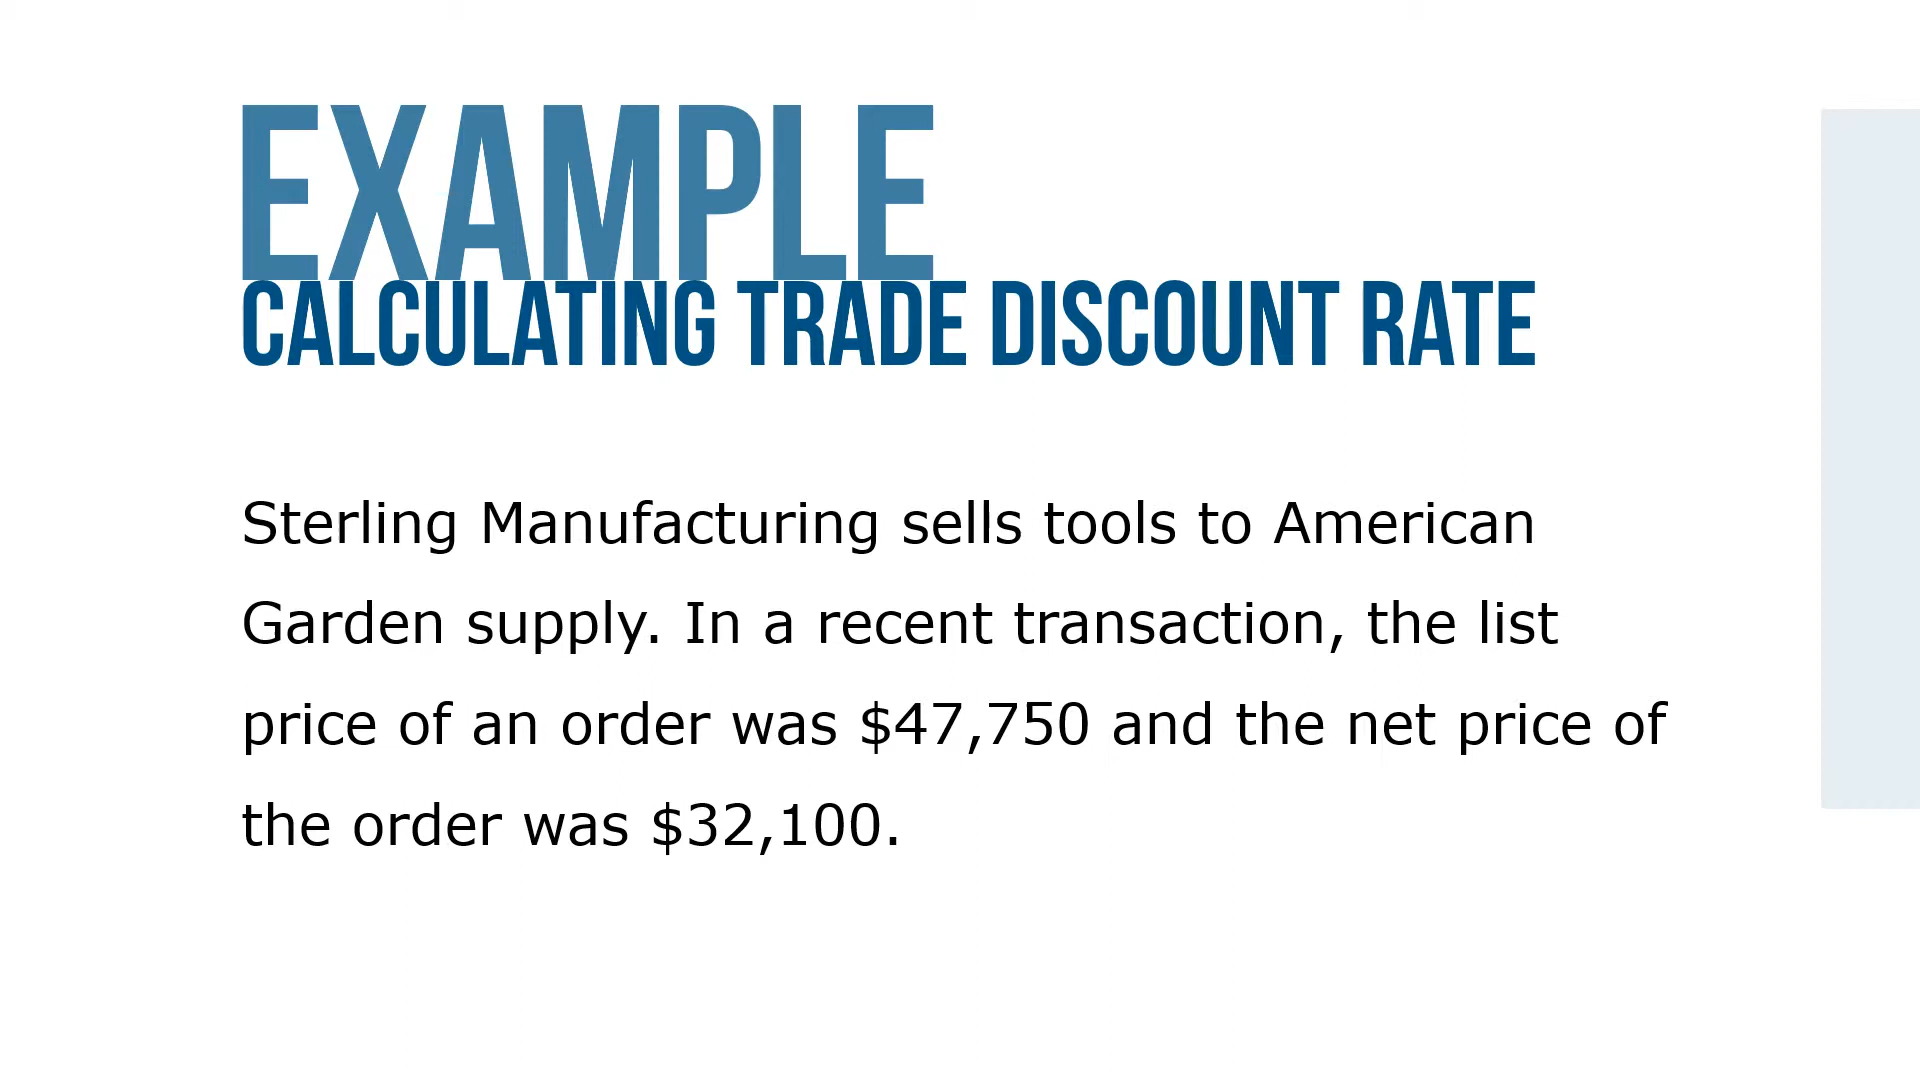 EXAMPLE
CALCULATING TRADE DISCOUNT RATE
Sterling Manufacturing sells tools to American
Garden supply. In a recent transaction, the list
price of an order was $47,750 and the net price of
the order was $32,100.